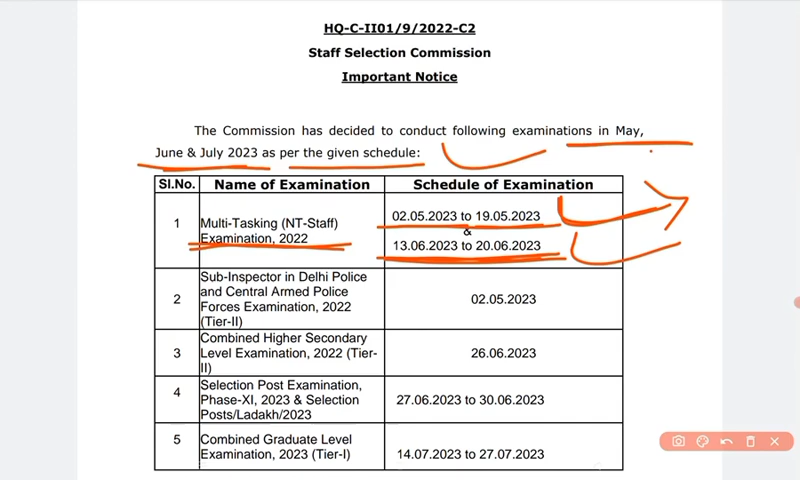 HQ-C-II01/9/2022-C2
Staff Selection Commission
Important Notice
The Commission has decided to conduct following examinations in May,
June & July 2023 as per the given schedule:
Sl.No. Name of Examination Schedule of Examination
1 Multi-Tasking (NT-Staff) Examination, 2022 02.05.2023 to 19.05.2023
&
13.06.2023 to 20.06.2023
2 Sub-Inspector in Delhi Police
and Central Armed Police
Forces Examination, 2022
(Tier-II) 02.05.2023
3 Combined Higher Secondary
Level Examination, 2022 (Tier-
II) 26.06.2023
4 Selection Post Examination,
Phase-XI, 2023 & Selection
Posts/Ladakh/2023 27.06.2023 to 30.06.2023
5 Combined Graduate Level
Examination, 2023 (Tier-I) 14.07.2023 to 27.07.2023